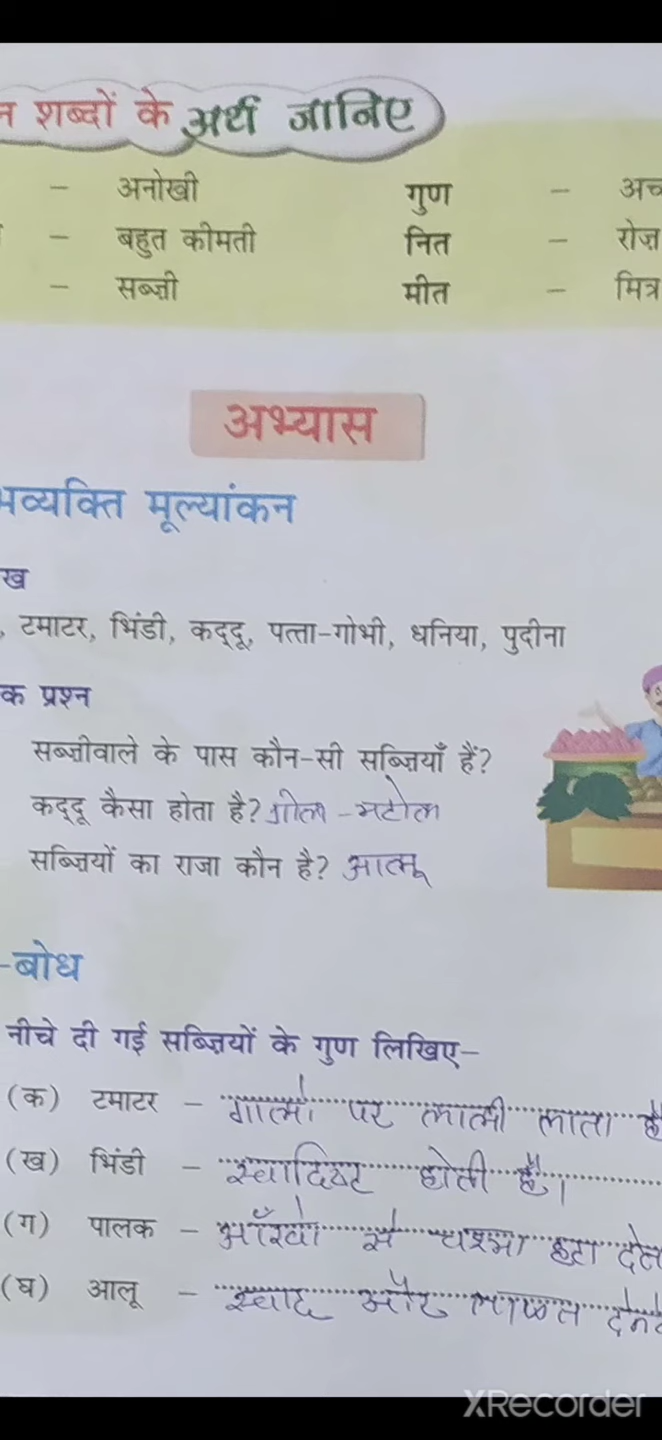 न शब्दों के अर्थ जानिए
– अनोखी गुण – अच
– बहुत कीमती नित – रोज़
– सब्ज़ी मीत – मित्र
अभ्यास
भव्यक्ति मूल्यांकन
ख
, टमाटर, भिंडी, कद्दू, पत्ता-गोभी, धनिया, पुदीना
क प्रश्न
सब्ज़ीवाले के पास कौन-सी सब्ज़ियाँ हैं?
कद्दू कैसा होता है? गोल - मटोल
सब्ज़ियों का राजा कौन है? आलू
-बोध
नीचे दी गई सब्ज़ियों के गुण लिखिए–
(क) टमाटर – गालो पर लाली लाता है
(ख) भिंडी – स्वादिष्ट होती है।
(ग) पालक – आँखो से चश्मा हटा
(घ) आलू – स्वाद और
XRecorder